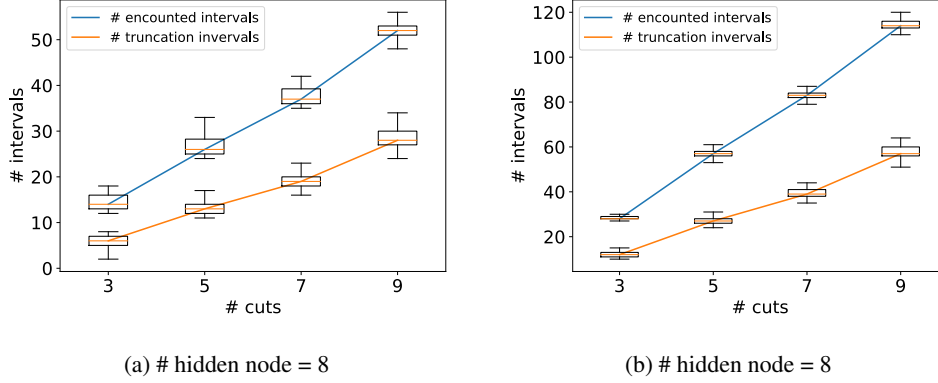 # encounted intervals
# truncation invervals
50
40
30
20
10
0
# intervals
3 5 7 9
# cuts
(a) # hidden node = 8
# encounted intervals
# truncation invervals
120
100
80
60
40
20
# intervals
3 5 7 9
# cuts
(b) # hidden node = 8